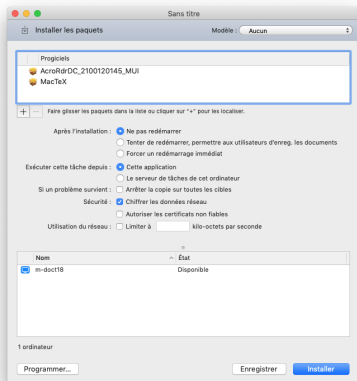 Sans titre
Installer les paquets
Modèle : Aucun
Progiciels
AcroRdrDC_2100120145_MUI
MacTeX
+ − Faire glisser les paquets dans la liste ou cliquer sur "+" pour les localiser.
Après l'installation : Ne pas redémarrer
Tenter de redémarrer, permettre aux utilisateurs d'enreg. les documents
Forcer un redémarrage immédiat
Exécuter cette tâche depuis : Cette application
Le serveur de tâches de cet ordinateur
Si un problème survient : Arrêter la copie sur toutes les cibles
Sécurité : Chiffrer les données réseau
Autoriser les certificats non fiables
Utilisation du réseau : Limiter à kilo-octets par seconde
Nom État
m-doct18 Disponible
1 ordinateur
Programmer... Enregistrer Installer